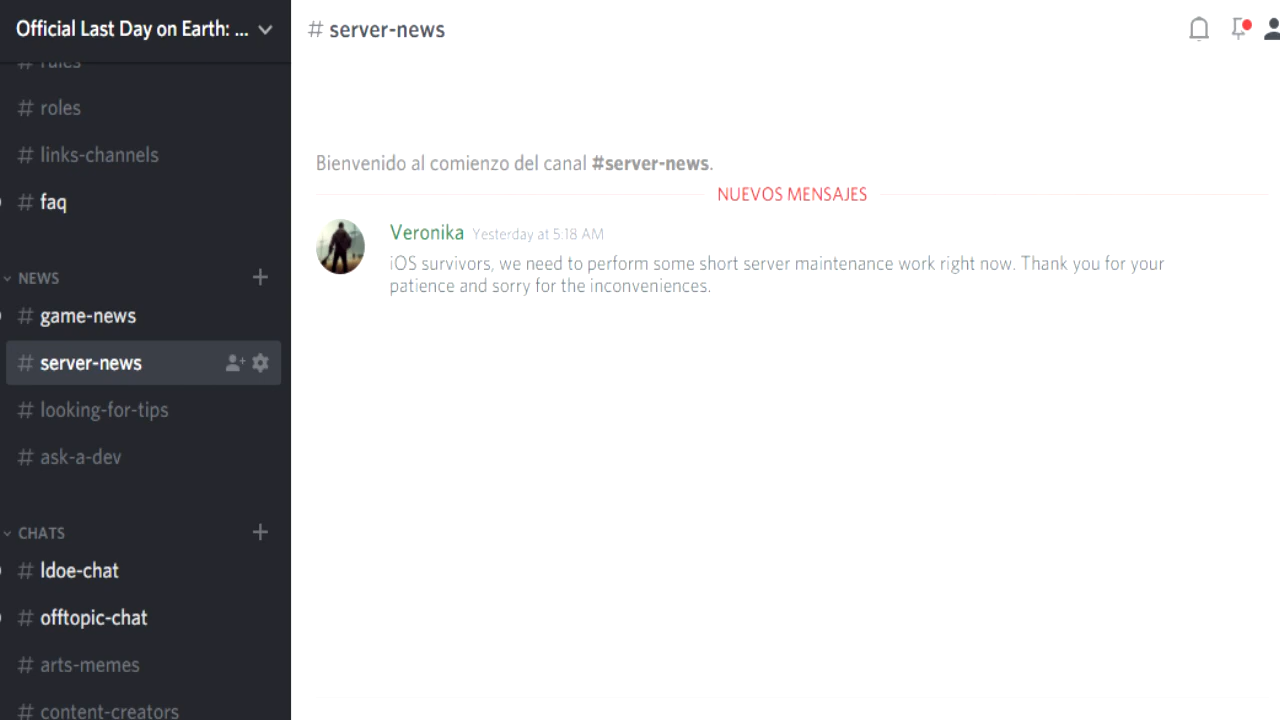 Official Last Day on Earth: ...
# rules
# roles
# links-channels
# faq
NEWS
# game-news
# server-news
# looking-for-tips
# ask-a-dev
CHATS
# ldoe-chat
# offtopic-chat
# arts-memes
# content-creators
# server-news
Bienvenido al comienzo del canal #server-news.
NUEVOS MENSAJES
Veronika Yesterday at 5:18 AM
iOS survivors, we need to perform some short server maintenance work right now. Thank you for your
patience and sorry for the inconveniences.